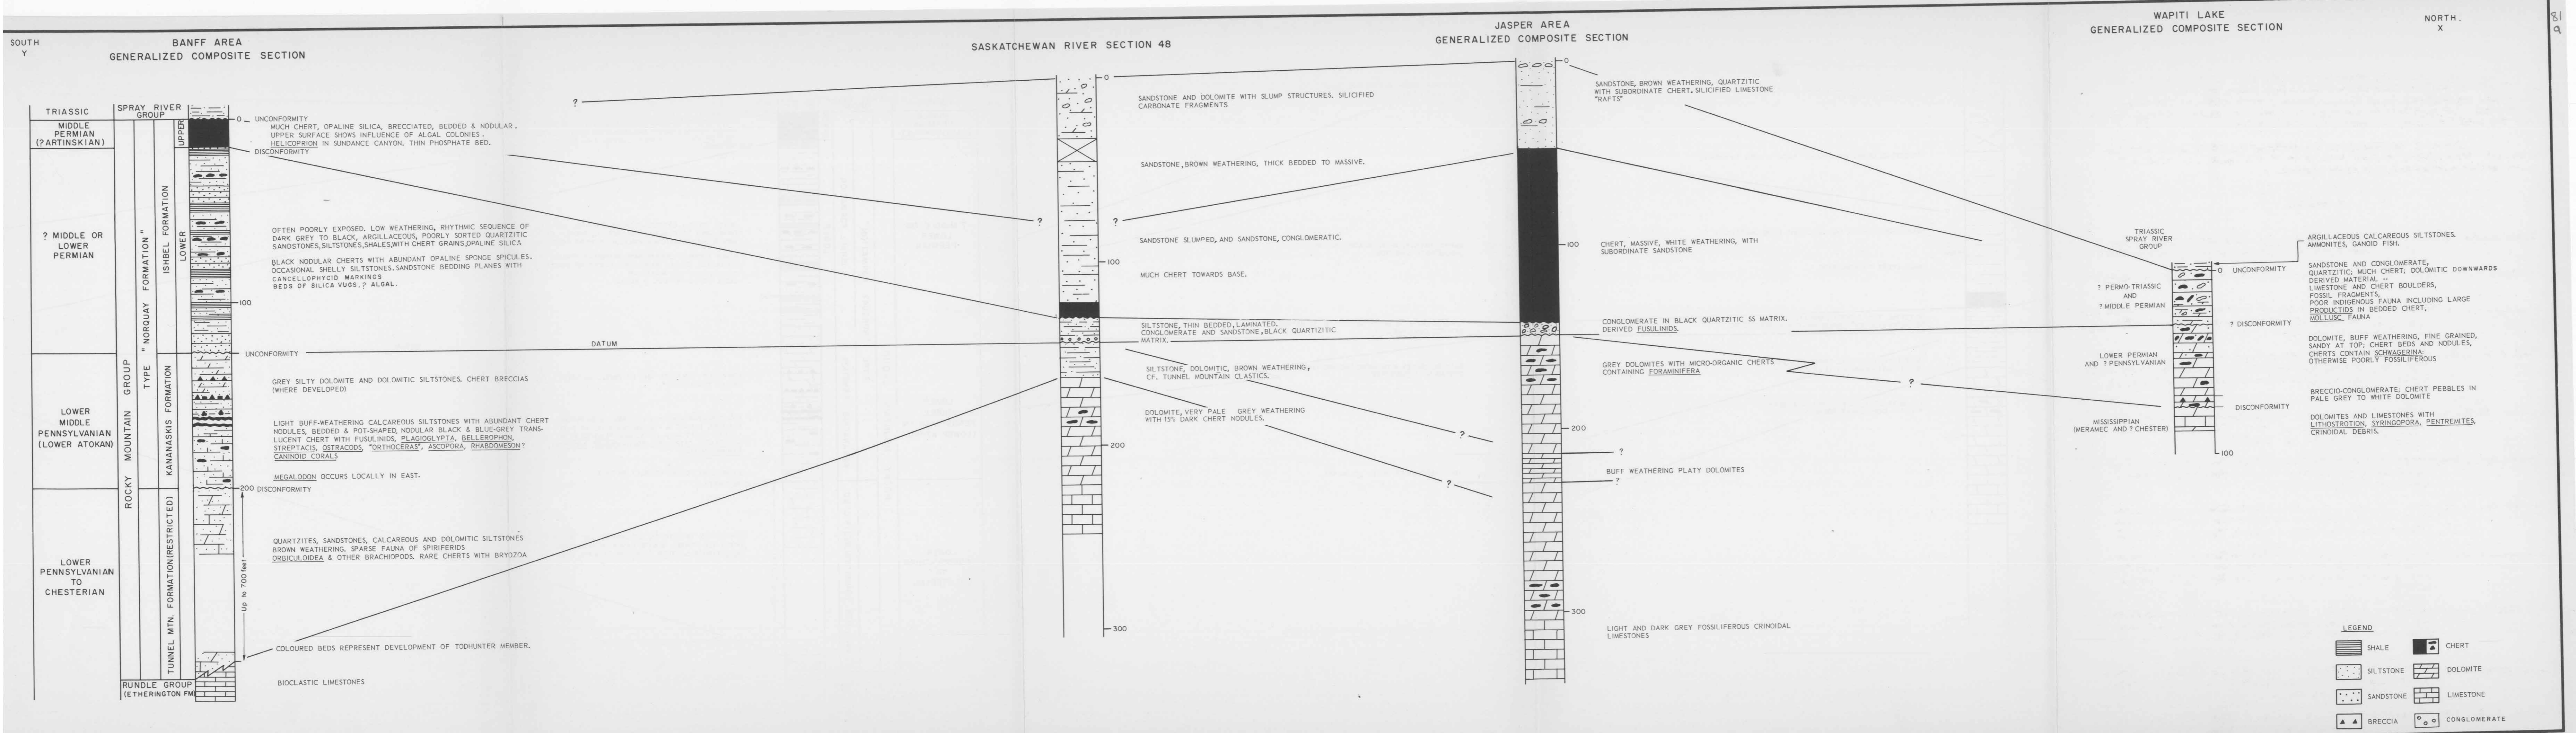 SOUTH
Y
BANFF AREA
GENERALIZED COMPOSITE SECTION
SASKATCHEWAN RIVER SECTION 48
JASPER AREA
GENERALIZED COMPOSITE SECTION
WAPITI LAKE
GENERALIZED COMPOSITE SECTION
NORTH.
X
81
9
TRIASSIC
MIDDLE
PERMIAN
(?ARTINSKIAN)
? MIDDLE OR
LOWER
PERMIAN
LOWER
MIDDLE
PENNSYLVANIAN
(LOWER ATOKAN)
LOWER
PENNSYLVANIAN
TO
CHESTERIAN
SPRAY RIVER
GROUP
ROCKY MOUNTAIN GROUP
TYPE "NORQUAY FORMATION"
ISHBEL FORMATION
UPPER
LOWER
KANANASKIS FORMATION
TUNNEL MTN. FORMATION(RESTRICTED)
RUNDLE GROUP
(ETHERINGTON FM)
0
UNCONFORMITY
MUCH CHERT, OPALINE SILICA, BRECCIATED, BEDDED & NODULAR.
UPPER SURFACE SHOWS INFLUENCE OF ALGAL COLONIES.
HELICOPRION IN SUNDANCE CANYON. THIN PHOSPHATE BED.
DISCONFORMITY
OFTEN POORLY EXPOSED. LOW WEATHERING, RHYTHMIC SEQUENCE OF
DARK GREY TO BLACK, ARGILLACEOUS, POORLY SORTED QUARTZITIC
SANDSTONES,SILTSTONES,SHALES,WITH CHERT GRAINS,OPALINE SILICA
BLACK NODULAR CHERTS WITH ABUNDANT OPALINE SPONGE SPICULES.
OCCASIONAL SHELLY SILTSTONES. SANDSTONE BEDDING PLANES WITH
CANCELLOPHYCID MARKINGS
BEDS OF SILICA VUGS, ? ALGAL.
100
UNCONFORMITY
DATUM
GREY SILTY DOLOMITE AND DOLOMITIC SILTSTONES. CHERT BRECCIAS
(WHERE DEVELOPED)
LIGHT BUFF-WEATHERING CALCAREOUS SILTSTONES WITH ABUNDANT CHERT
NODULES, BEDDED & POT-SHAPED, NODULAR BLACK & BLUE-GREY TRANS-
LUCENT CHERT WITH FUSULINIDS, PLAGIOGLYPTA, BELLEROPHON,
STREPTACIS, OSTRACODS, "ORTHOCERAS", ASCOPORA, RHABDOMESON?
CANINOID CORALS
MEGALODON OCCURS LOCALLY IN EAST.
200 DISCONFORMITY
Up to 700 feet
QUARTZITES, SANDSTONES, CALCAREOUS AND DOLOMITIC SILTSTONES
BROWN WEATHERING. SPARSE FAUNA OF SPIRIFERIDS
ORBICULOIDEA & OTHER BRACHIOPODS. RARE CHERTS WITH BRYOZOA
COLOURED BEDS REPRESENT DEVELOPMENT OF TODHUNTER MEMBER.
BIOCLASTIC LIMESTONES
?
?
0
SANDSTONE AND DOLOMITE WITH SLUMP STRUCTURES. SILICIFIED
CARBONATE FRAGMENTS
SANDSTONE, BROWN WEATHERING, THICK BEDDED TO MASSIVE.
?
SANDSTONE SLUMPED, AND SANDSTONE, CONGLOMERATIC.
100
MUCH CHERT TOWARDS BASE.
SILTSTONE, THIN BEDDED, LAMINATED.
CONGLOMERATE AND SANDSTONE, BLACK QUARTIZITIC
MATRIX.
SILTSTONE, DOLOMITIC, BROWN WEATHERING,
CF. TUNNEL MOUNTAIN CLASTICS.
DOLOMITE, VERY PALE GREY WEATHERING
WITH 15% DARK CHERT NODULES.
200
?
?
300
0
SANDSTONE, BROWN WEATHERING, QUARTZITIC
WITH SUBORDINATE CHERT. SILICIFIED LIMESTONE
"RAFTS"
100
CHERT, MASSIVE, WHITE WEATHERING, WITH
SUBORDINATE SANDSTONE
CONGLOMERATE IN BLACK QUARTZITIC SS MATRIX.
DERIVED FUSULINIDS.
GREY DOLOMITES WITH MICRO-ORGANIC CHERTS
CONTAINING FORAMINIFERA
?
200
?
BUFF WEATHERING PLATY DOLOMITES
?
300
LIGHT AND DARK GREY FOSSILIFEROUS CRINOIDAL
LIMESTONES
TRIASSIC
SPRAY RIVER
GROUP
? PERMO-TRIASSIC
AND
? MIDDLE PERMIAN
LOWER PERMIAN
AND ? PENNSYLVANIAN
MISSISSIPPIAN
(MERAMEC AND ? CHESTER)
ARGILLACEOUS CALCAREOUS SILTSTONES.
AMMONITES, GANOID FISH.
0 UNCONFORMITY
SANDSTONE AND CONGLOMERATE,
QUARTZITIC; MUCH CHERT; DOLOMITIC DOWNWARDS
DERIVED MATERIAL --
LIMESTONE AND CHERT BOULDERS,
FOSSIL FRAGMENTS,
POOR INDIGENOUS FAUNA INCLUDING LARGE
PRODUCTIDS IN BEDDED CHERT,
MOLLUSC FAUNA
? DISCONFORMITY
DOLOMITE, BUFF WEATHERING, FINE GRAINED,
SANDY AT TOP; CHERT BEDS AND NODULES,
CHERTS CONTAIN SCHWAGERINA;
OTHERWISE POORLY FOSSILIFEROUS
BRECCIO-CONGLOMERATE; CHERT PEBBLES IN
PALE GREY TO WHITE DOLOMITE
DISCONFORMITY
DOLOMITES AND LIMESTONES WITH
LITHOSTROTION, SYRINGOPORA, PENTREMITES,
CRINOIDAL DEBRIS.
100
LEGEND
SHALE
CHERT
SILTSTONE
DOLOMITE
SANDSTONE
LIMESTONE
BRECCIA
CONGLOMERATE